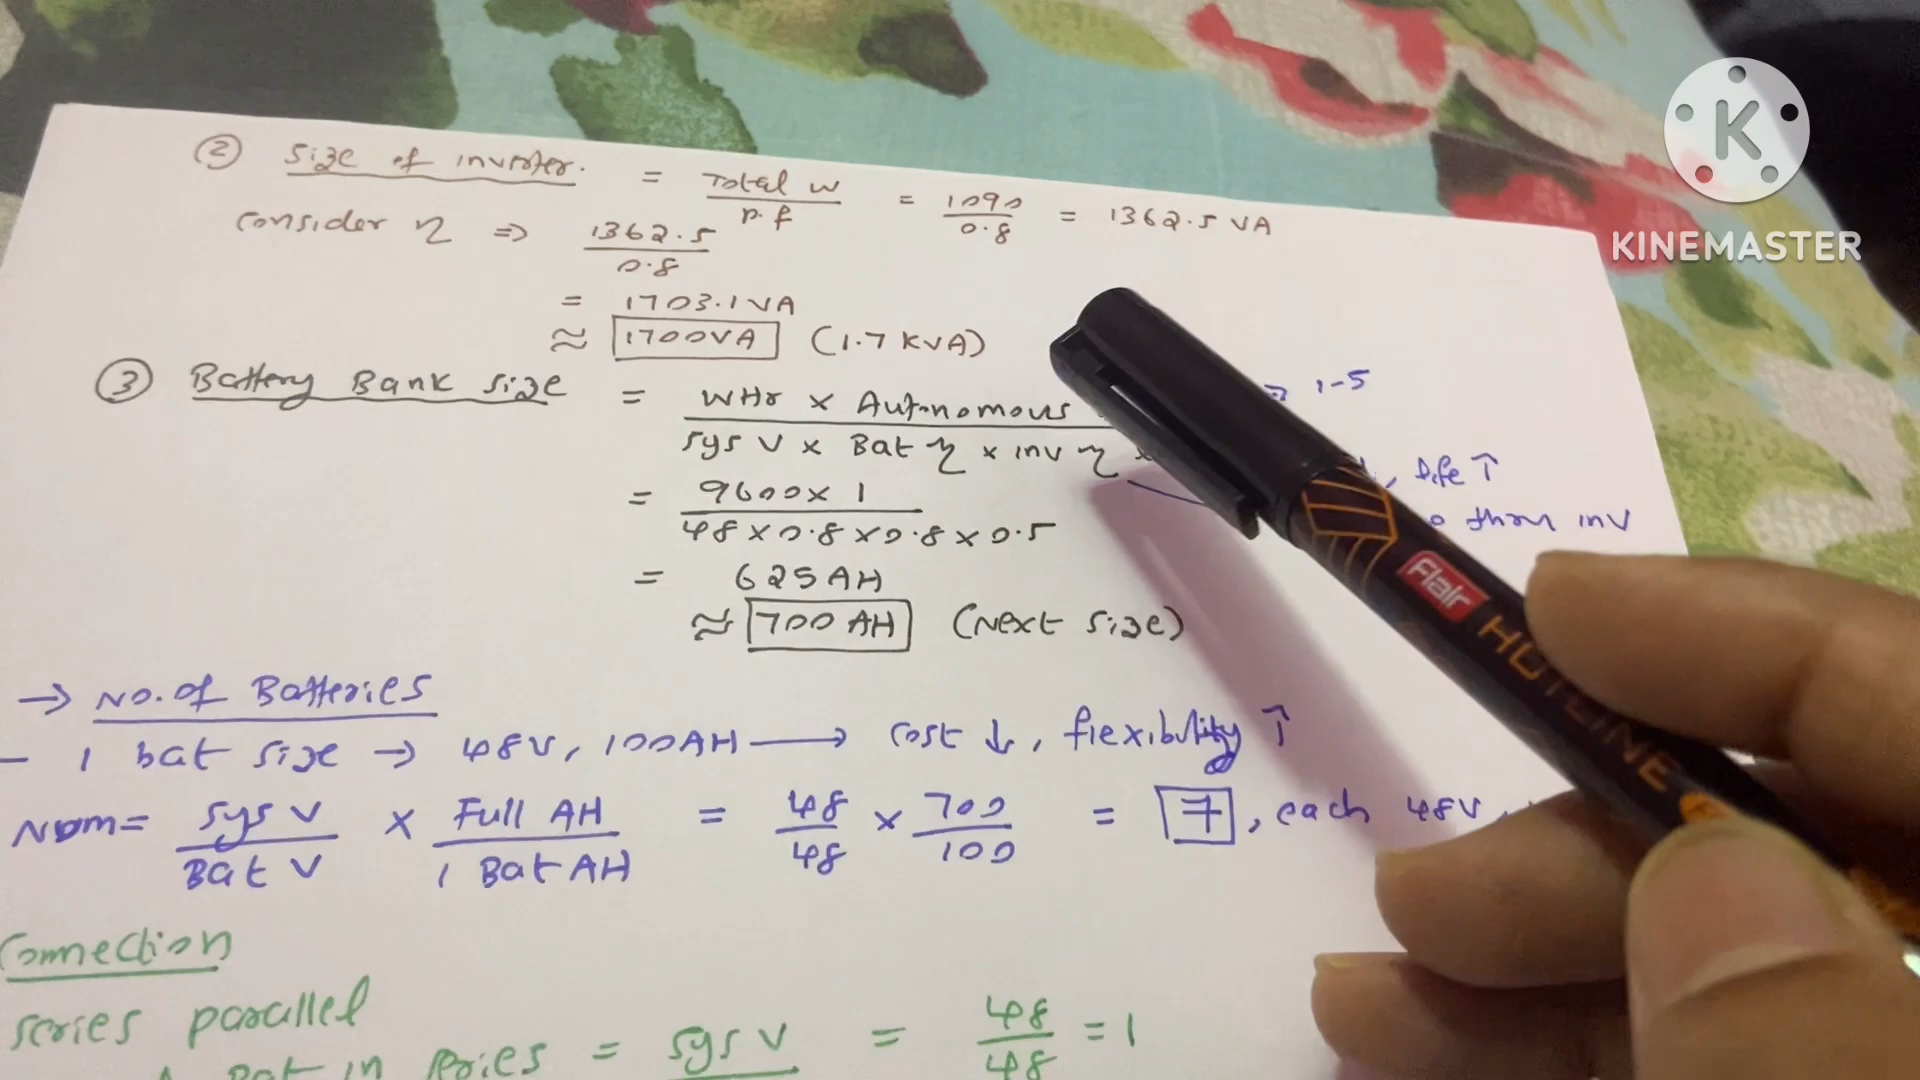 ② Size of inverter. = Total W / P.f = 1090 / 0.8 = 1362.5 VA
Consider η ⇒ 1362.5 / 0.8
= 1703.1 VA
≈ 1700VA (1.7 KVA)
③ Battery Bank size = WHr x Autonomous / Sys V x Bat η x inv η x
1-5
, life ↑
than inv
= 9600 x 1 / 48 x 0.8 x 0.8 x 0.5
= 625 AH
≈ 700 AH (Next size)
→ No. of Batteries
- 1 bat size → 48V, 100AH → cost ↓, flexibility ↑
Nom = Sys V / Bat V x Full AH / 1 Bat AH = 48 / 48 x 700 / 100 = 7, each 48V,
Connection
series parallel
Bat in series = Sys V = 48 / 48 = 1
K
KINEMASTER
Flair
HOTLINE